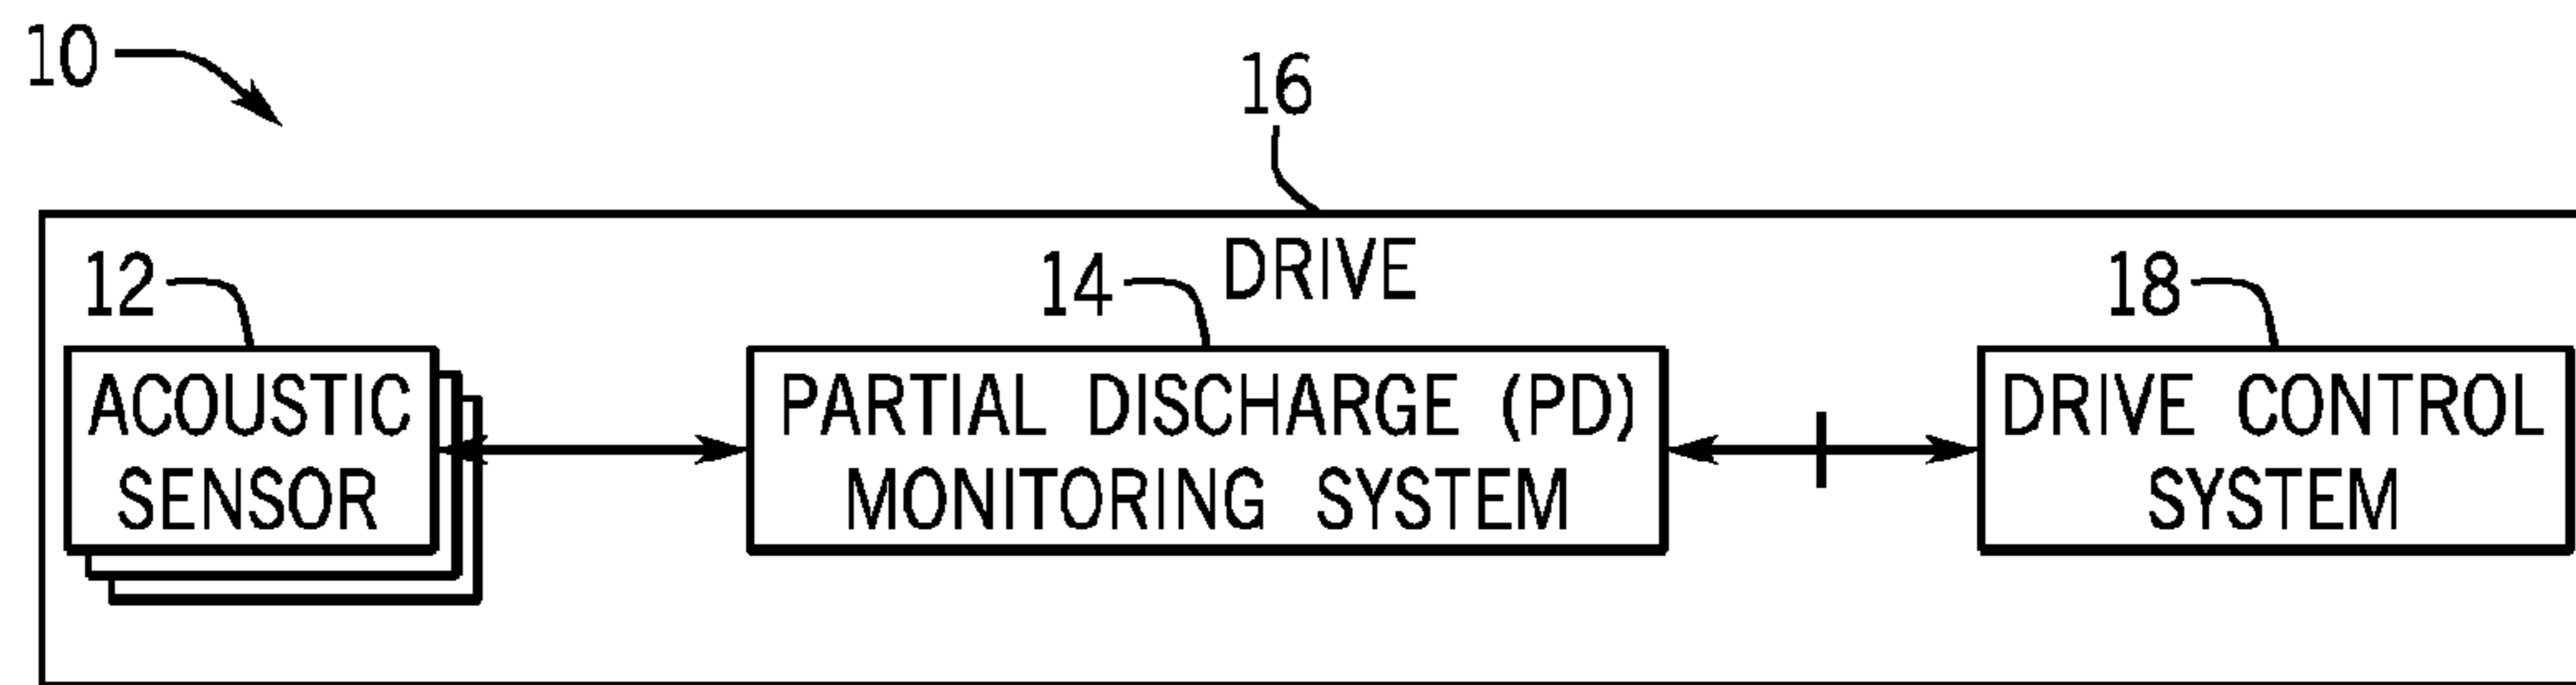 10
16
DRIVE
12
14
18
ACOUSTIC
SENSOR
PARTIAL DISCHARGE (PD)
MONITORING SYSTEM
DRIVE CONTROL
SYSTEM